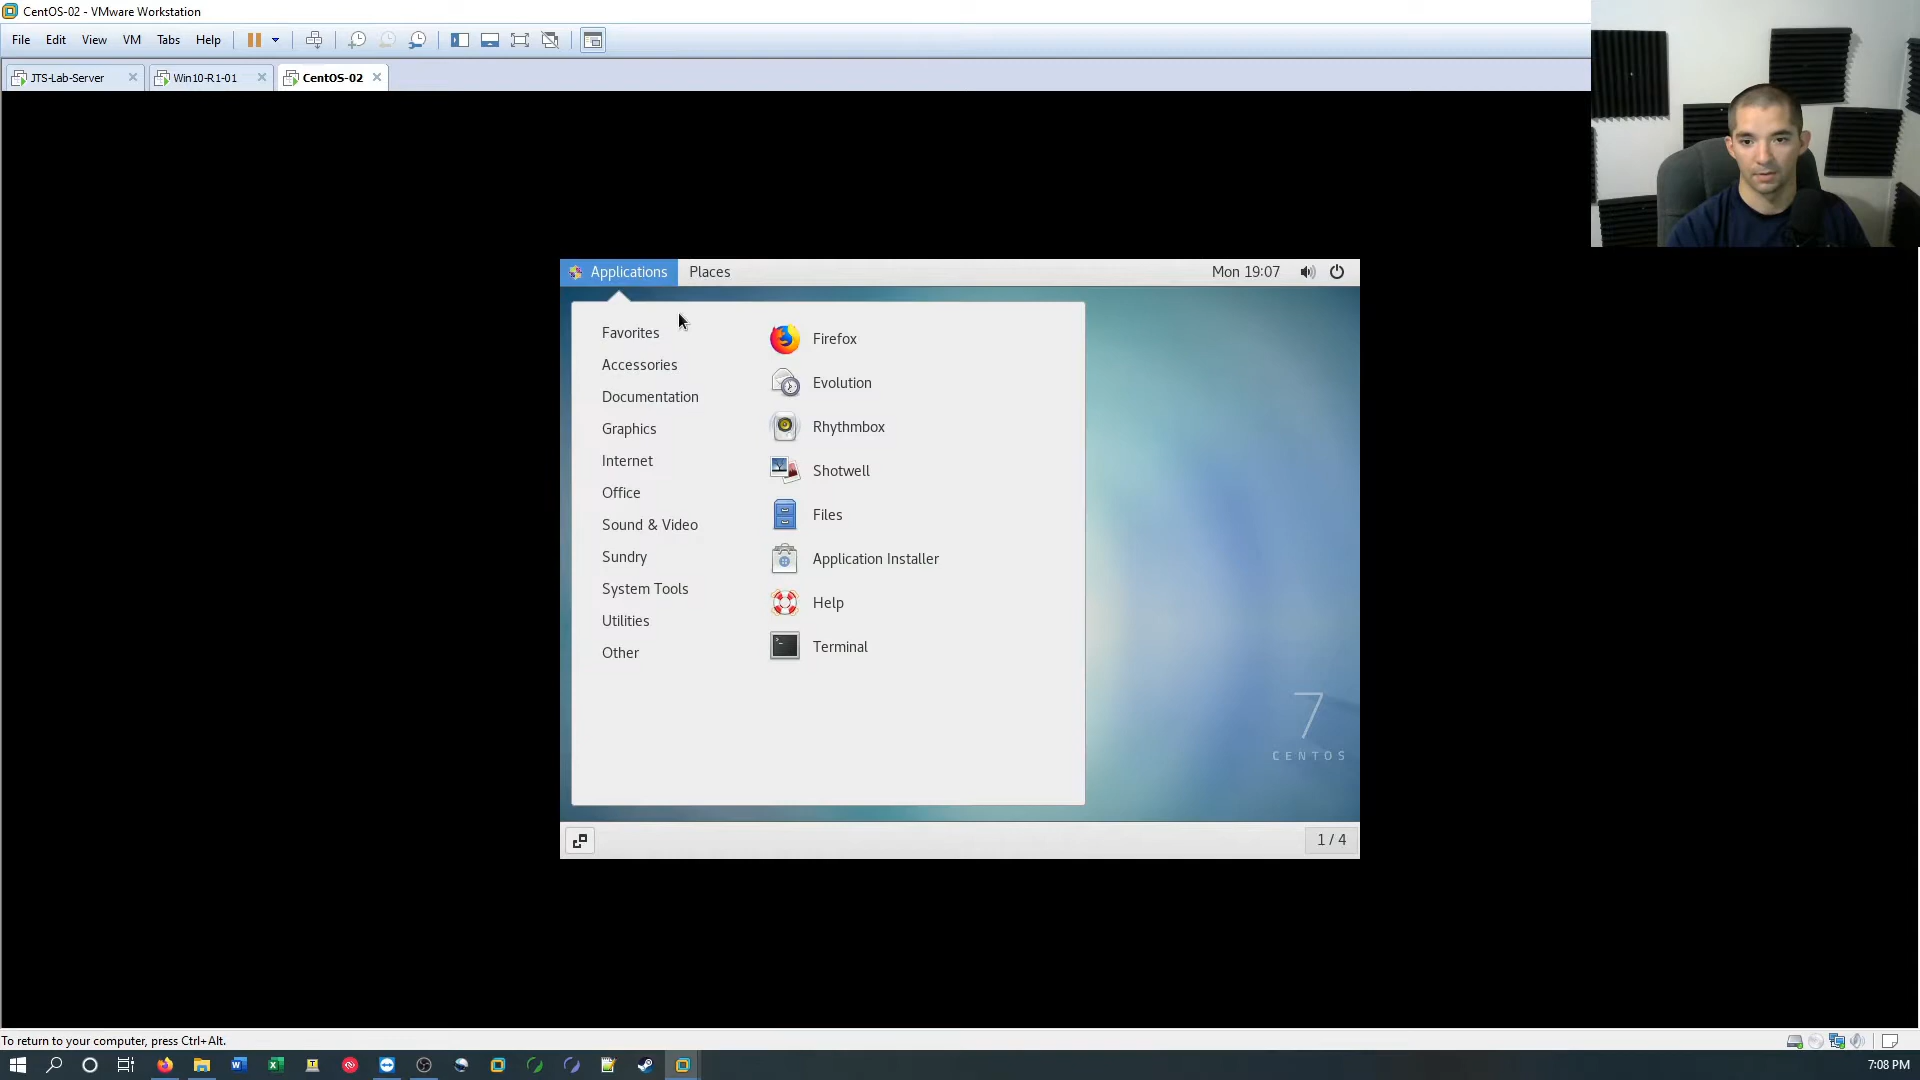 CentOS-02 - VMware Workstation
File Edit View VM Tabs Help
JTS-Lab-Server Win10-R1-01 CentOS-02
Applications Places Mon 19:07
Favorites
Accessories
Documentation
Graphics
Internet
Office
Sound & Video
Sundry
System Tools
Utilities
Other
Firefox
Evolution
Rhythmbox
Shotwell
Files
Application Installer
Help
Terminal
7
CENTOS
1 / 4
To return to your computer, press Ctrl+Alt.
7:08 PM